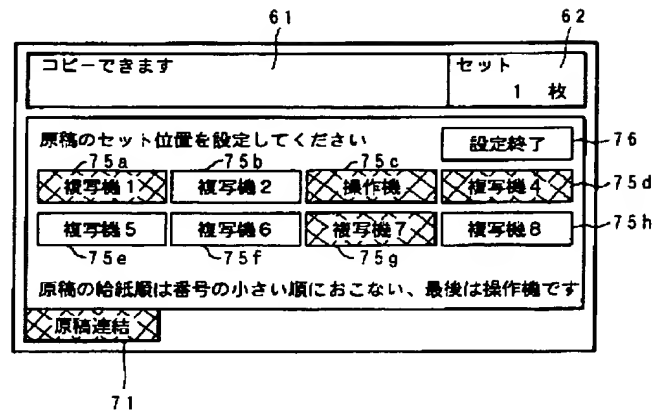 61 62
コピーできます セット
1 枚
原稿のセット位置を設定してください 設定終了 76
75a 75b 75c
複写機1 複写機2 操作機 複写機4 75d
複写機5 複写機6 複写機7 複写機8 75h
75e 75f 75g
原稿の給紙順は番号の小さい順におこない、最後は操作機です
原稿連結
71